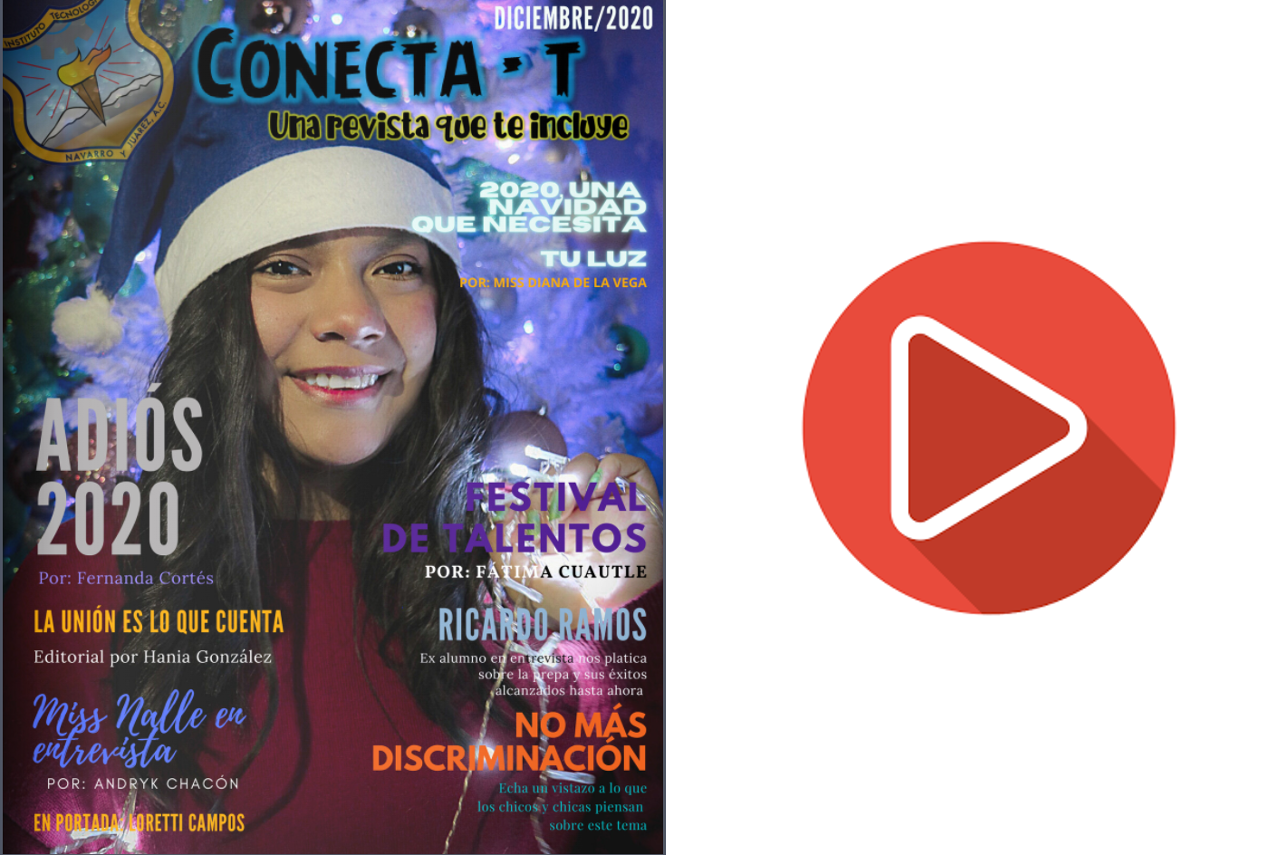 DICIEMBRE/2020
INSTITUTO TECNOLÓG
NAVARRO Y JUAREZ, A.C.
CONECTA - T
Una revista que te incluye
2020, UNA
NAVIDAD
QUE NECESITA
TU LUZ
POR: MISS DIANA DE LA VEGA
ADIÓS
2020
Por: Fernanda Cortés
LA UNIÓN ES LO QUE CUENTA
Editorial por Hania González
Miss Nalle en
entrevista
POR: ANDRYK CHACÓN
EN PORTADA: LORETTI CAMPOS
FESTIVAL
DE TALENTOS
POR: FÁTIMA CUAUTLE
RICARDO RAMOS
Ex alumno en entrevista nos platica
sobre la prepa y sus éxitos
alcanzados hasta ahora
NO MÁS
DISCRIMINACIÓN
Echa un vistazo a lo que
los chicos y chicas piensan
sobre este tema